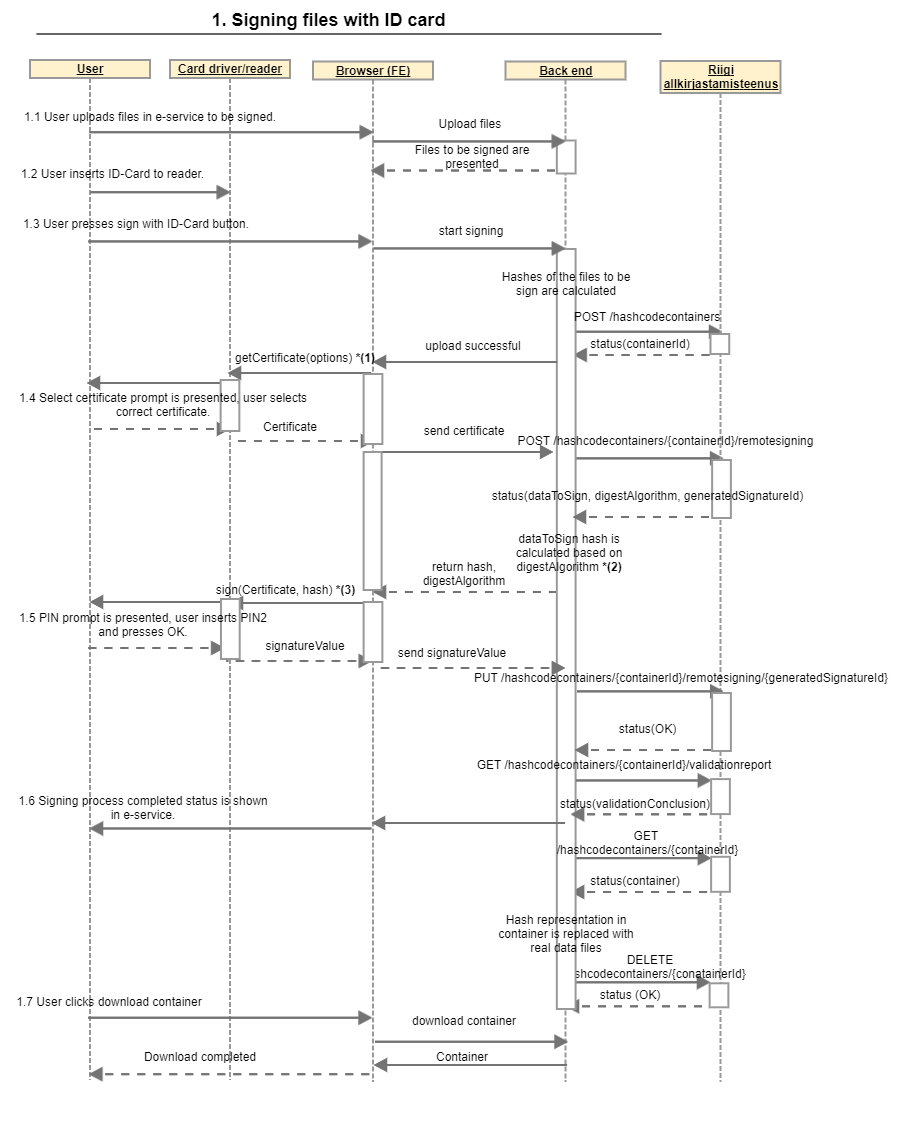 1. Signing files with ID card
User
Card driver/reader
Browser (FE)
Back end
Riigi
allkirjastamisteenus
1.1 User uploads files in e-service to be signed.
Upload files
Files to be signed are
presented
1.2 User inserts ID-Card to reader.
1.3 User presses sign with ID-Card button.
start signing
Hashes of the files to be
sign are calculated
POST /hashcodecontainers
status(containerId)
upload successful
getCertificate(options) *(1)
1.4 Select certificate prompt is presented, user selects
correct certificate.
Certificate
send certificate
POST /hashcodecontainers/{containerId}/remotesigning
status(dataToSign, digestAlgorithm, generatedSignatureId)
dataToSign hash is
calculated based on
digestAlgorithm *(2)
return hash,
digestAlgorithm
sign(Certificate, hash) *(3)
1.5 PIN prompt is presented, user inserts PIN2
and presses OK.
signatureValue
send signatureValue
PUT /hashcodecontainers/{containerId}/remotesigning/{generatedSignatureId}
status(OK)
GET /hashcodecontainers/{containerId}/validationreport
status(validationConclusion)
1.6 Signing process completed status is shown
in e-service.
GET
/hashcodecontainers/{containerId}
status(container)
Hash representation in
container is replaced with
real data files
DELETE
shcodecontainers/{conatainerId}
status (OK)
1.7 User clicks download container
download container
Container
Download completed